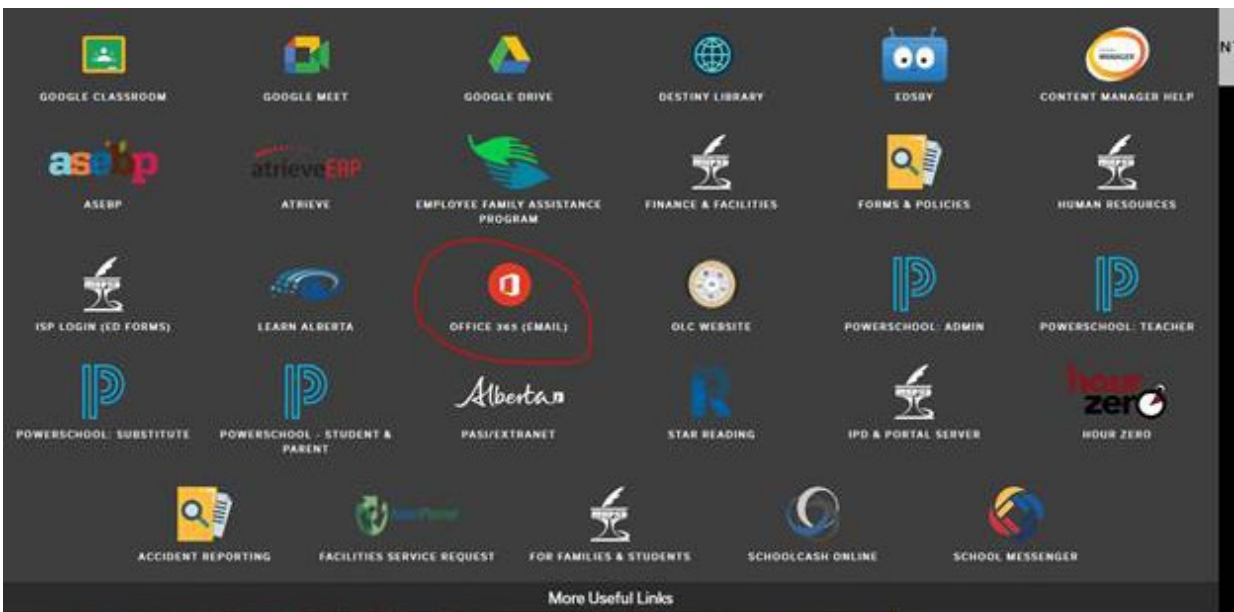 GOOGLE CLASSROOM
GOOGLE MEET
GOOGLE DRIVE
DESTINY LIBRARY
EDSBY
MANAGER
CONTENT MANAGER HELP
asebp
ASEBP
atrieveERP
ATRIEVE
EMPLOYEE FAMILY ASSISTANCE
PROGRAM
FINANCE & FACILITIES
FORMS & POLICIES
HUMAN RESOURCES
ISP LOGIN (ED FORMS)
LEARN ALBERTA
OFFICE 365 (EMAIL)
OLC WEBSITE
POWERSCHOOL: ADMIN
POWERSCHOOL: TEACHER
POWERSCHOOL: SUBSTITUTE
POWERSCHOOL - STUDENT &
PARENT
Alberta
PASI/EXTRANET
R
STAR READING
IPD & PORTAL SERVER
hour
zero
HOUR ZERO
ACCIDENT REPORTING
FACILITIES SERVICE REQUEST
FOR FAMILIES & STUDENTS
SCHOOLCASH ONLINE
SCHOOL MESSENGER
More Useful Links